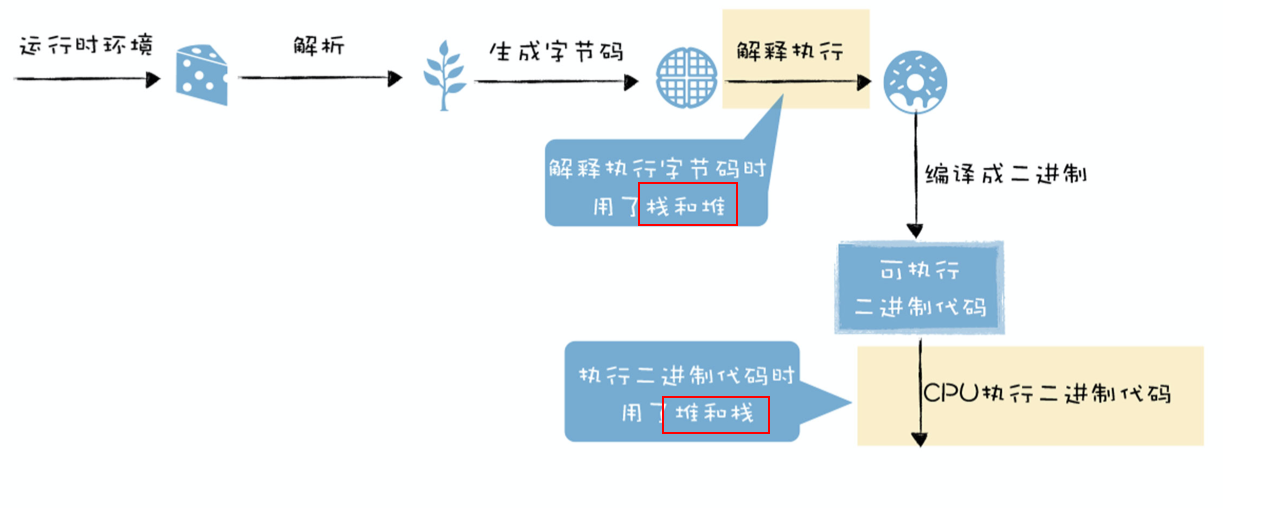 运行时环境
解析
生成字节码
解释执行
解释执行字节码时
用了栈和堆
编译成二进制
可执行
二进制代码
执行二进制代码时
用了堆和栈
CPU执行二进制代码